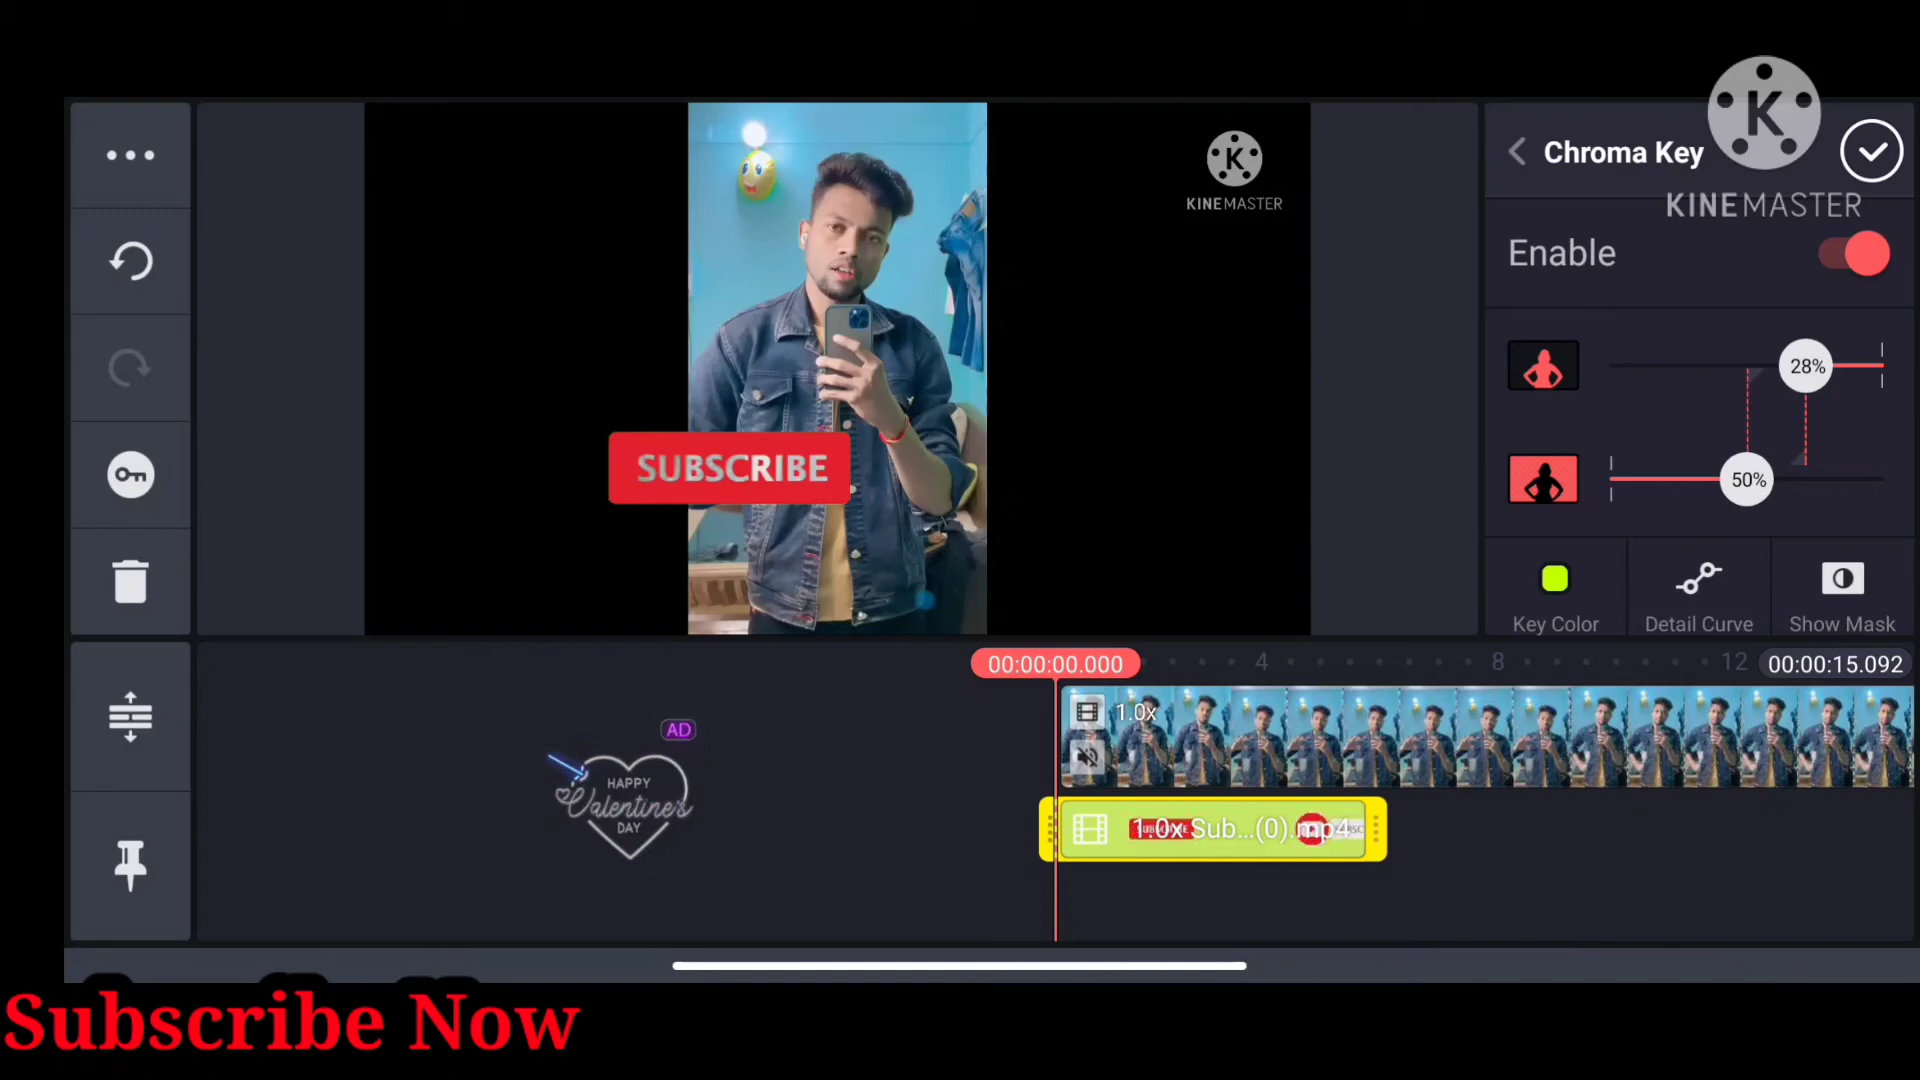 Chroma Key
KINEMASTER
KINEMASTER
Enable
28%
SUBSCRIBE
50%
Key Color
Detail Curve
Show Mask
00:00:00.000
4
8
12
00:00:15.092
1.0x
AD
HAPPY
Valentine's
DAY
1.0x Sub...(0).mp4
Subscribe Now